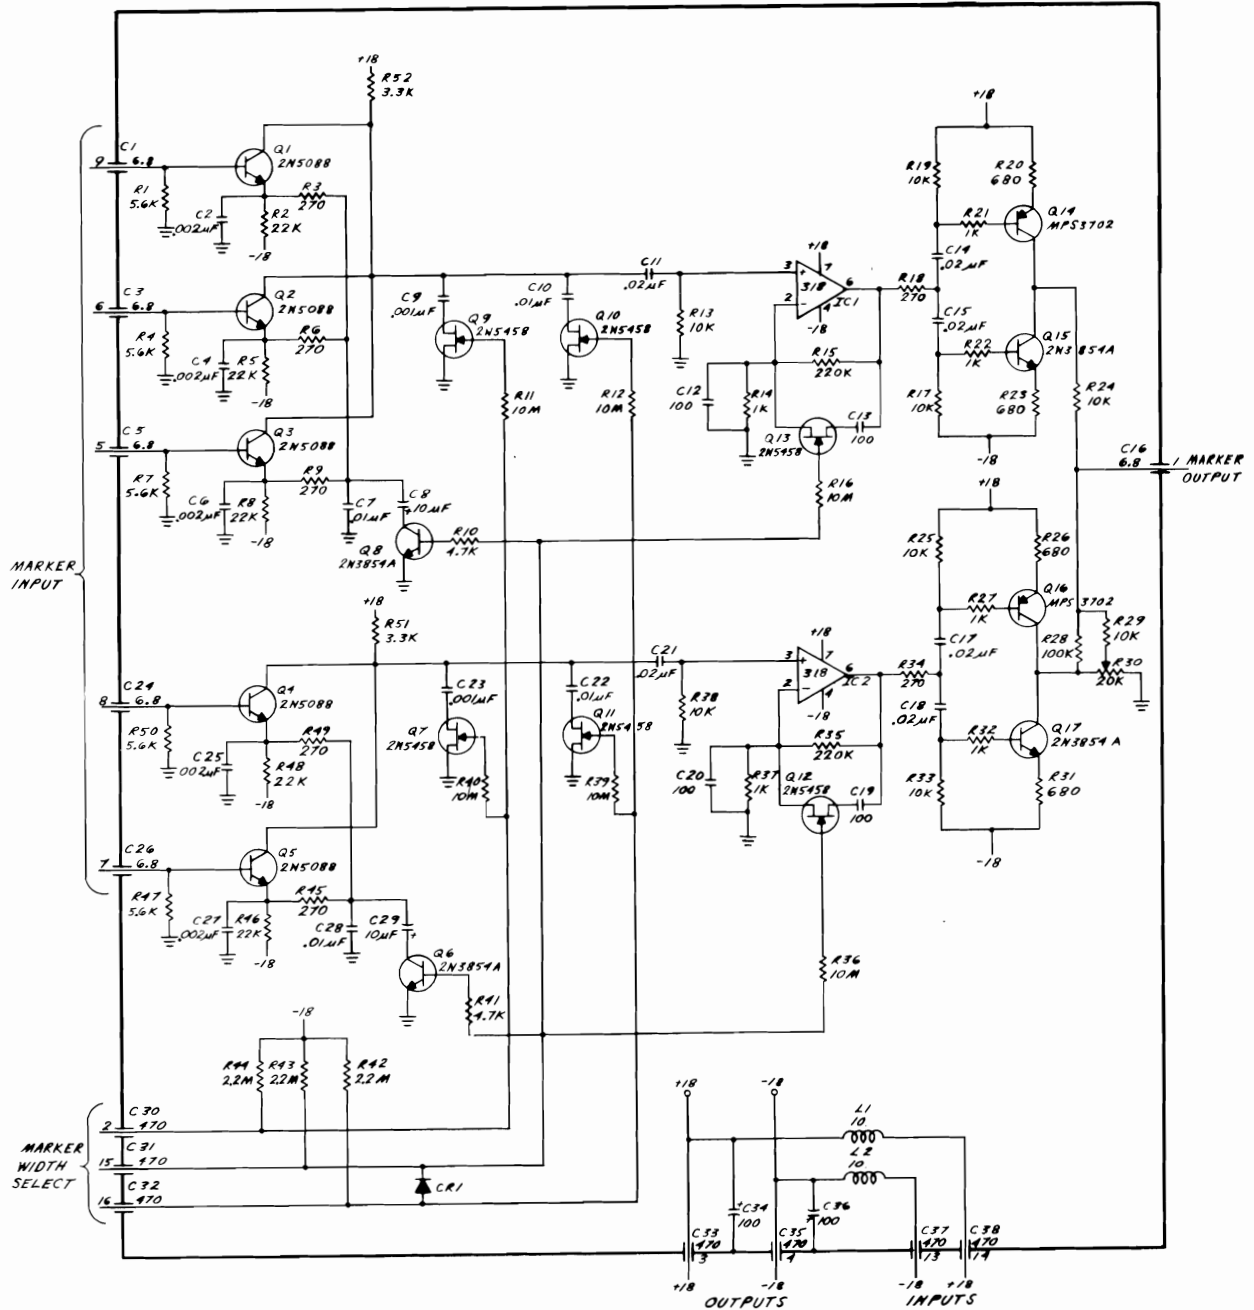 +18
R52
3.3K
C1
9
6.8
Q1
2N5088
R1
5.6K
R3
270
C2
.002µF
R2
22K
-18
C3
6
6.8
Q2
2N5088
R4
5.6K
R6
270
C4
.002µF
R5
22K
-18
C5
5
6.8
Q3
2N5088
R7
5.6K
R9
270
C6
.002µF
R8
22K
-18
C7
.01µF
C8
+10µF
Q8
2N3854A
R10
4.7K
C9
.001µF
Q9
2N5458
C10
.01µF
Q10
2N5458
R11
10M
R12
10M
C11
.02µF
R13
10K
+18
3
+
7
318
6
2
-
4
IC1
-18
R15
220K
C12
100
R14
1K
Q13
2N5458
C13
100
R16
10M
R18
270
+18
R19
10K
R20
680
R21
1K
Q14
MPS3702
C14
.02µF
C15
.02µF
Q15
2N3854A
R22
1K
R17
10K
R23
680
-18
R24
10K
C16
6.8
1
MARKER
OUTPUT
MARKER
INPUT
+18
R51
3.3K
C24
8
6.8
Q4
2N5088
R50
5.6K
R49
270
C25
.002µF
R48
22K
-18
C26
7
6.8
Q5
2N5088
R47
5.6K
R45
270
C27
.002µF
R46
22K
-18
C28
.01µF
C29
10µF
+
Q6
2N3854A
R41
4.7K
C23
.001µF
Q7
2N5458
R40
10M
C22
.01µF
Q11
2N5458
R39
10M
C21
.02µF
R38
10K
+18
3
+
7
318
6
2
-
4
IC2
-18
R35
220K
C20
100
R37
1K
Q12
2N5458
C19
100
R36
10M
R34
270
+18
R25
10K
R26
680
R27
1K
Q16
MPS 3702
C17
.02µF
C18
.02µF
R28
100K
R29
10K
R30
20K
R32
1K
Q17
2N3854A
R33
10K
R31
680
-18
-18
R44
2.2M
R43
2.2M
R42
2.2M
MARKER
WIDTH
SELECT
C30
2
470
C31
15
470
C32
16
470
CR1
+18
-18
L1
10
L2
10
+
C34
100
+
C36
100
C33
470
3
C35
470
4
C37
470
13
C38
470
14
+18
-18
-18
+18
OUTPUTS
INPUTS